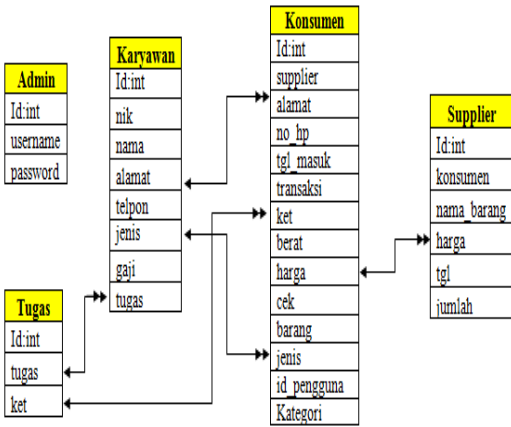 Admin
Id:int
username
password
Karyawan
Id:int
nik
nama
alamat
telpon
jenis
gaji
tugas
Tugas
Id:int
tugas
ket
Konsumen
Id:int
supplier
alamat
no_hp
tgl_masuk
transaksi
ket
berat
harga
cek
barang
jenis
id_pengguna
Kategori
Supplier
Id:int
konsumen
nama_barang
harga
tgl
jumlah